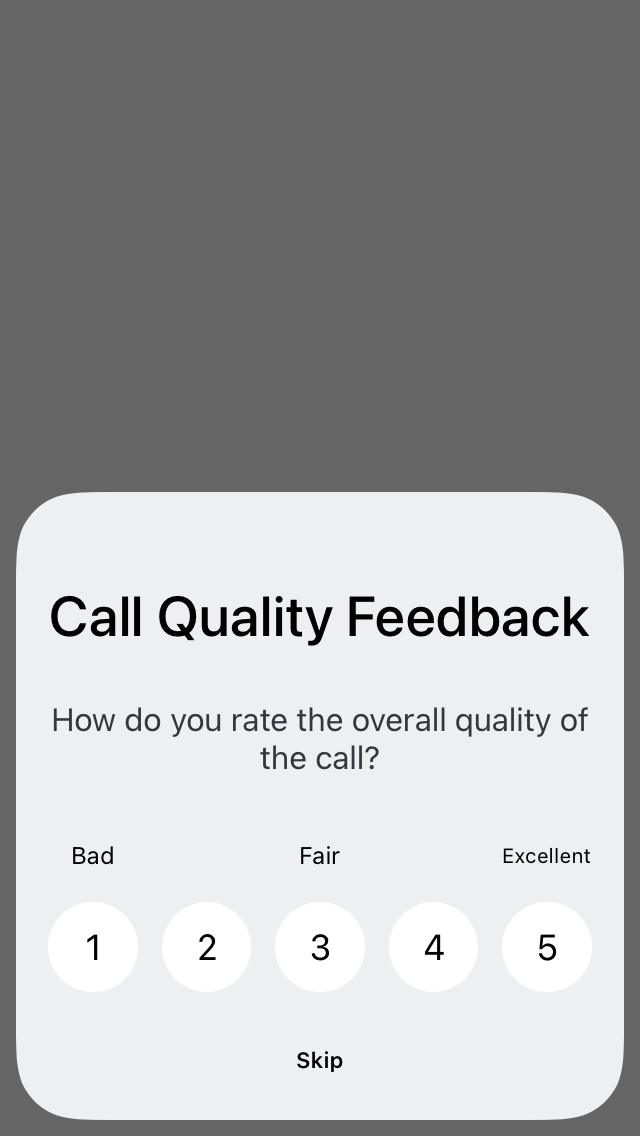 Call Quality Feedback
How do you rate the overall quality of
the call?
Bad Fair Excellent
1 2 3 4 5
Skip